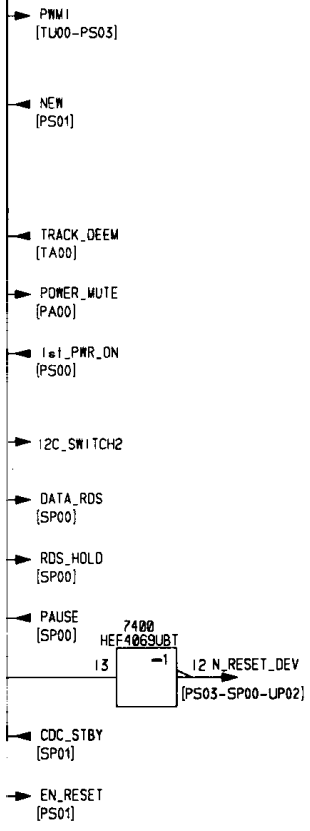 PWM1
[TU00-PS03]
NEW
[PS01]
TRACK_DEEM
[TA00]
POWER_MUTE
[PA00]
1st_PWR_ON
[PS00]
I2C_SWITCH2
DATA_RDS
[SP00]
RDS_HOLD
[SP00]
PAUSE
[SP00]
7400
HEF4069UBT
13 -1 12 N_RESET_DEV
[PS03-SP00-UP02]
CDC_STBY
[SP01]
EN_RESET
[PS01]